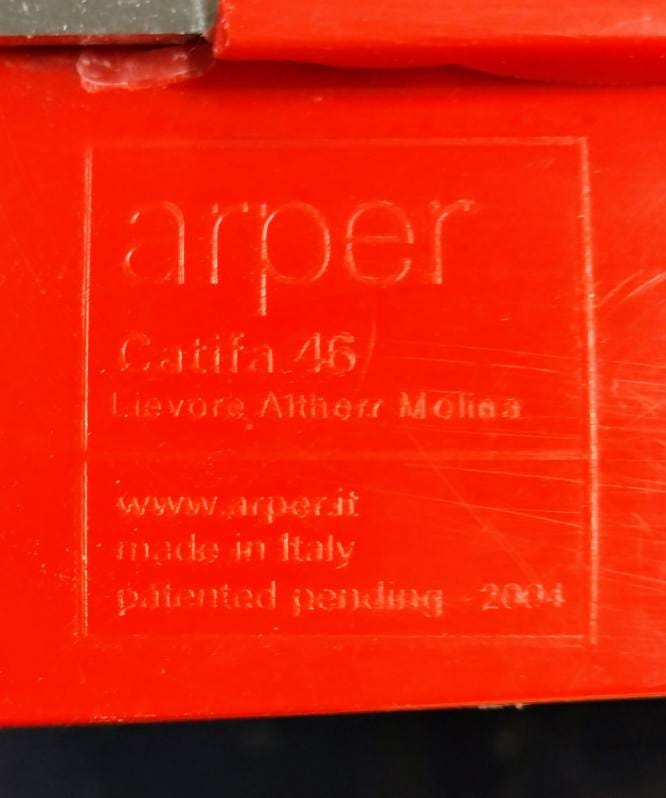 arper
Catifa 46
Lievore Altherr Molina
www.arper.it
made in Italy
patented pending - 2004